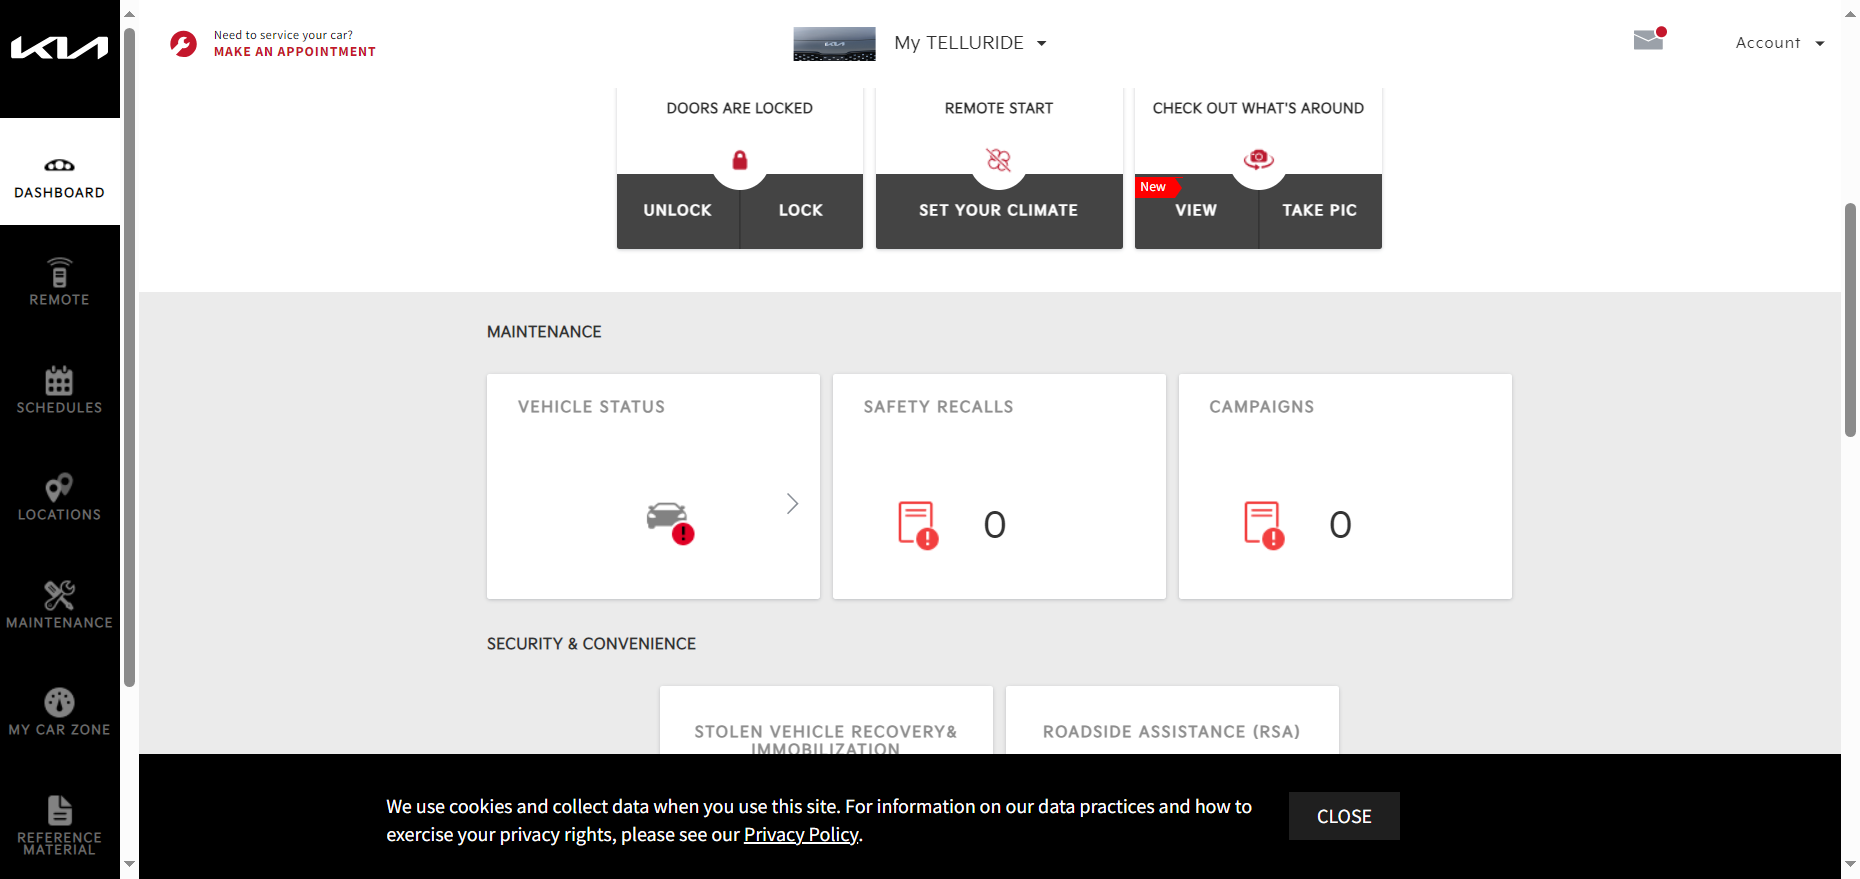 KIA
Need to service your car?
MAKE AN APPOINTMENT
My TELLURIDE
Account
DASHBOARD
REMOTE
SCHEDULES
LOCATIONS
MAINTENANCE
MY CAR ZONE
REFERENCE
MATERIAL
DOORS ARE LOCKED
UNLOCK
LOCK
REMOTE START
SET YOUR CLIMATE
CHECK OUT WHAT'S AROUND
New
VIEW
TAKE PIC
MAINTENANCE
VEHICLE STATUS
SAFETY RECALLS
0
CAMPAIGNS
0
SECURITY & CONVENIENCE
STOLEN VEHICLE RECOVERY&
IMMOBILIZATION
ROADSIDE ASSISTANCE (RSA)
We use cookies and collect data when you use this site. For information on our data practices and how to
exercise your privacy rights, please see our Privacy Policy.
CLOSE